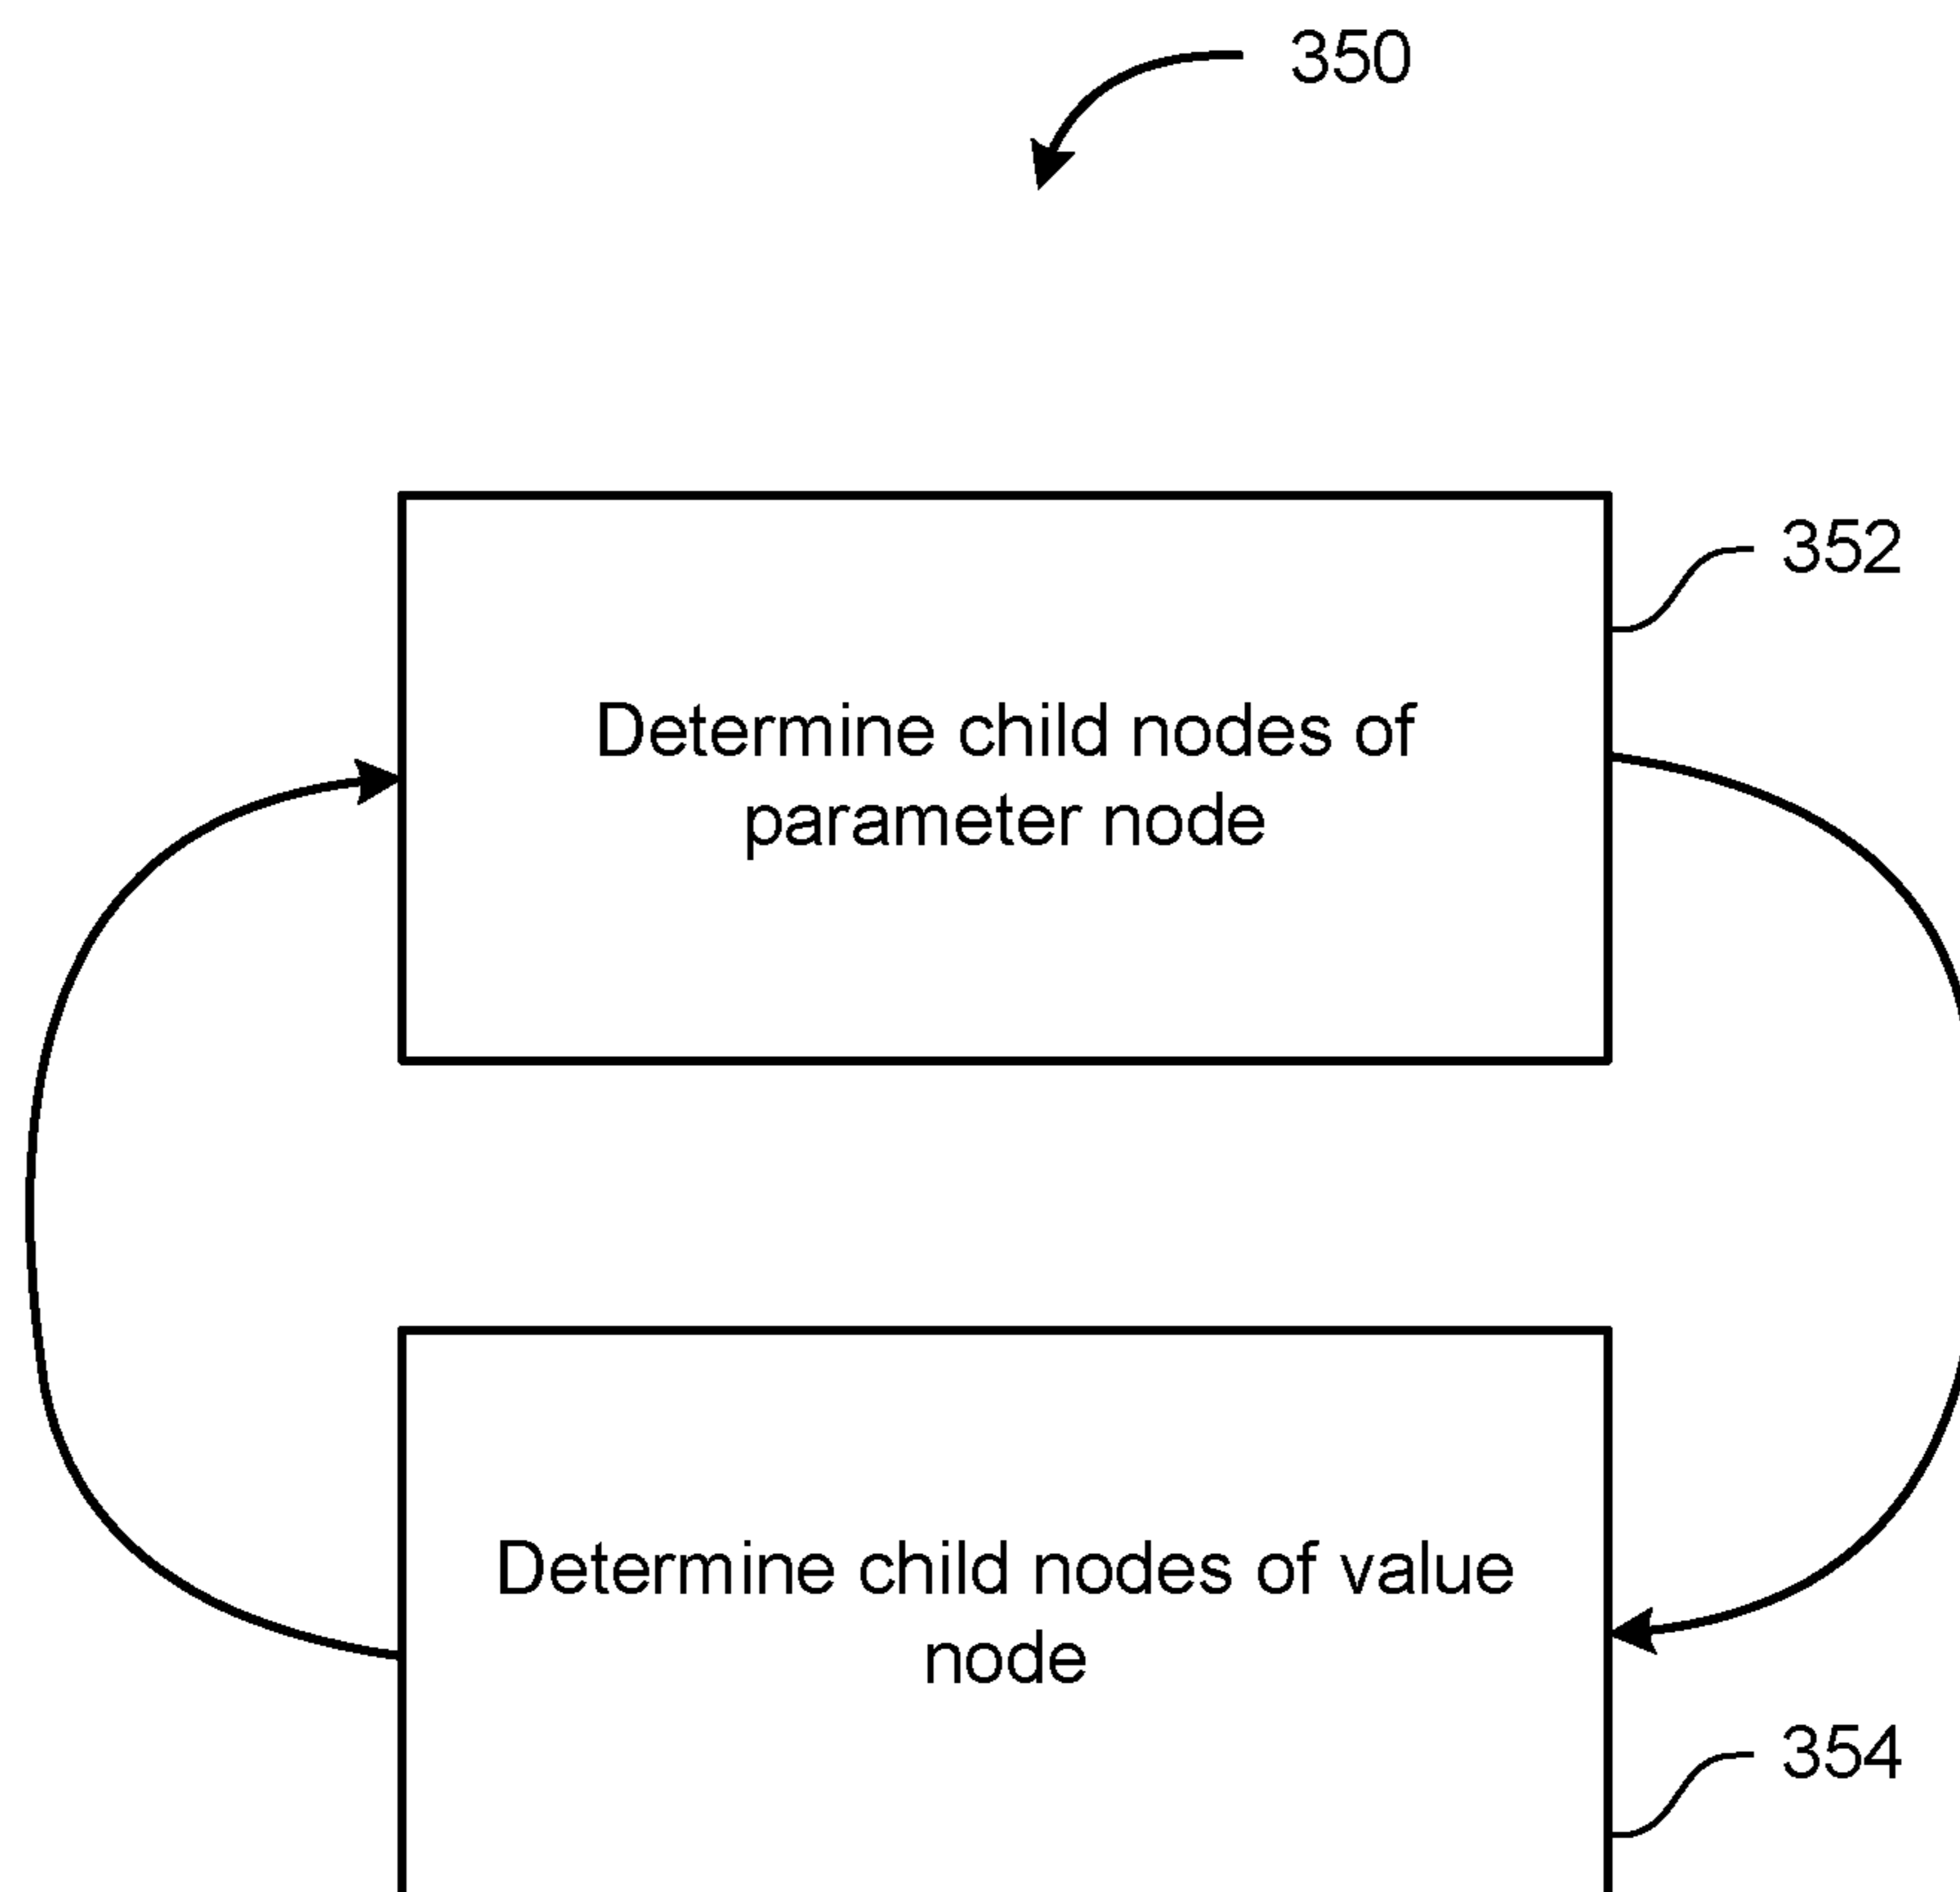 350
352
Determine child nodes of
parameter node
Determine child nodes of value
node
354